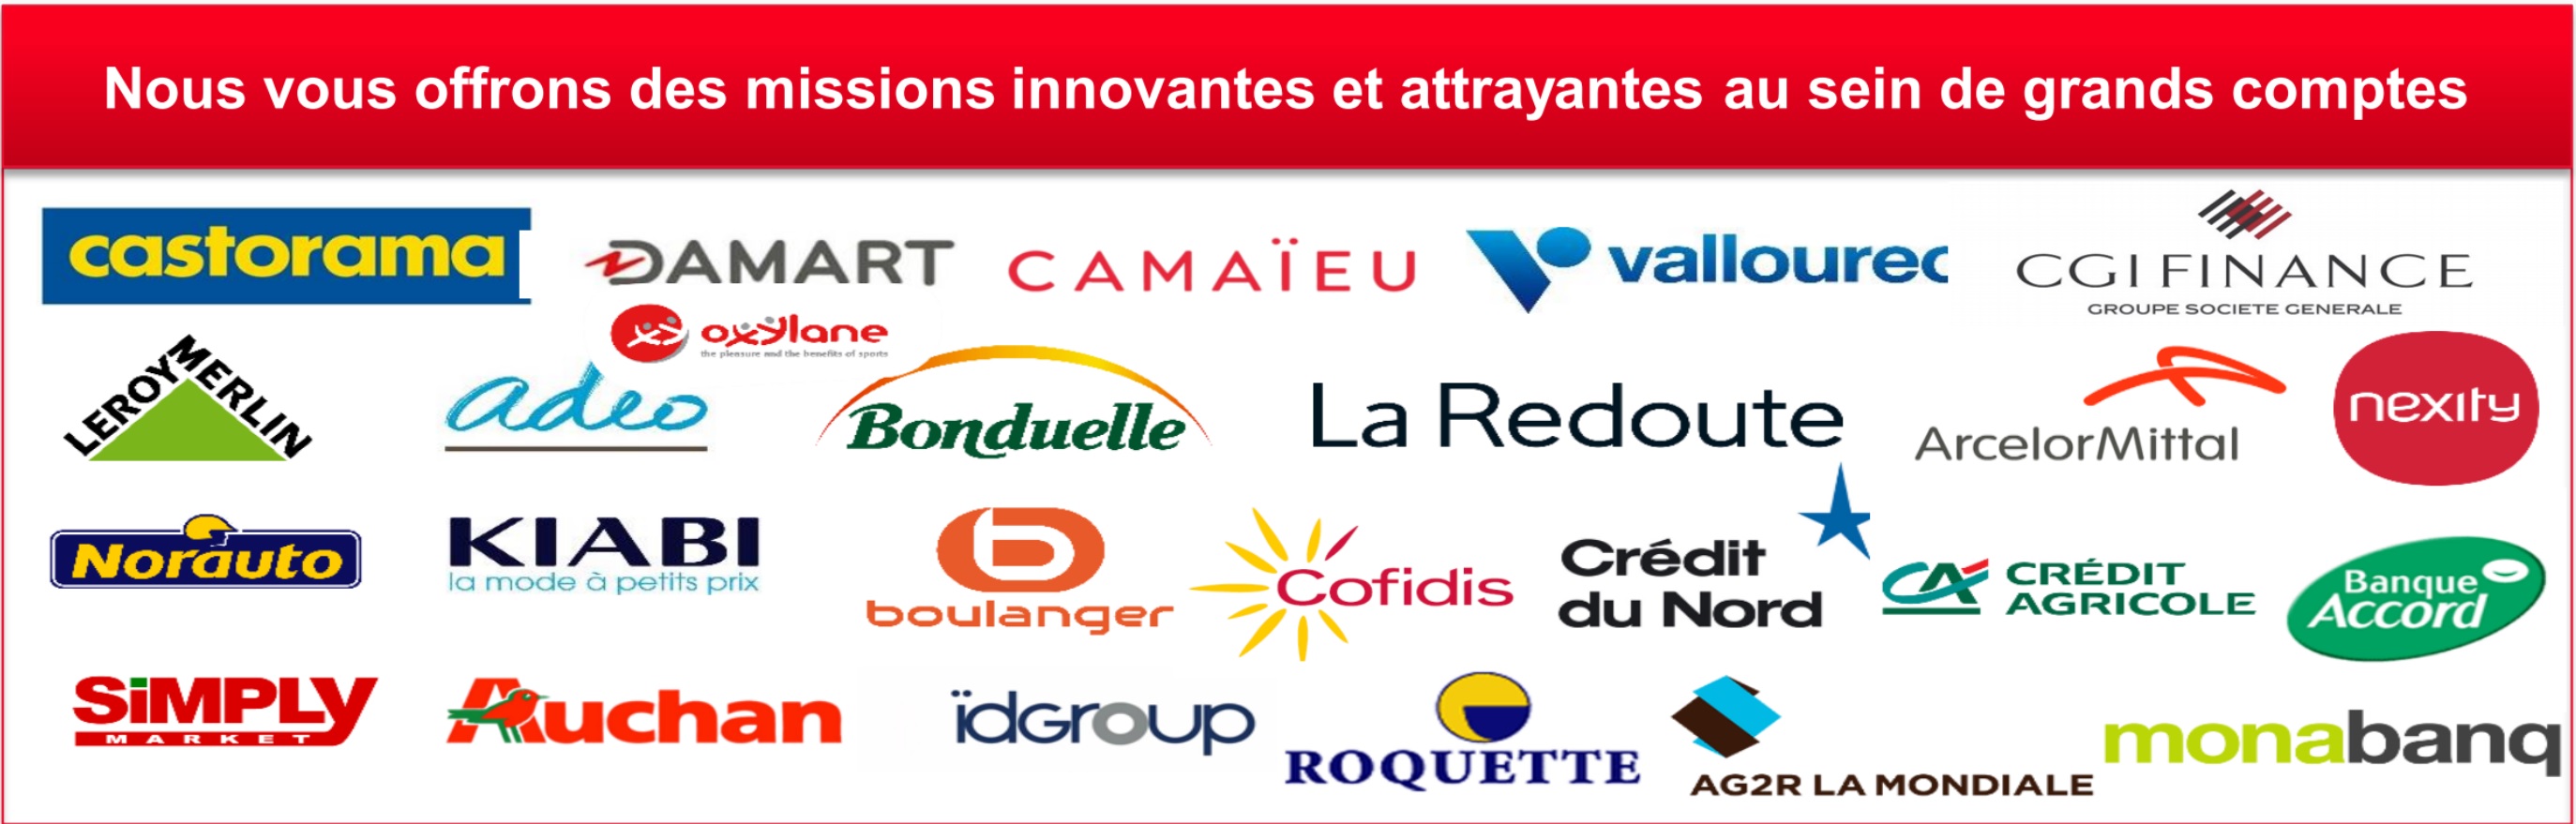 Nous vous offrons des missions innovantes et attrayantes au sein de grands comptes
castorama
DAMART
CAMAÏEU
vallourec
CGI FINANCE
GROUPE SOCIETE GENERALE
LEROY MERLIN
oxylane
the pleasure and the benefits of sports
adeo
Bonduelle
La Redoute
ArcelorMittal
nexity
Norauto
KIABI
la mode à petits prix
boulanger
Cofidis
Crédit
du Nord
CRÉDIT
AGRICOLE
Banque
Accord
SiMPLY
MARKET
Auchan
ïdGroup
ROQUETTE
AG2R LA MONDIALE
monabanq